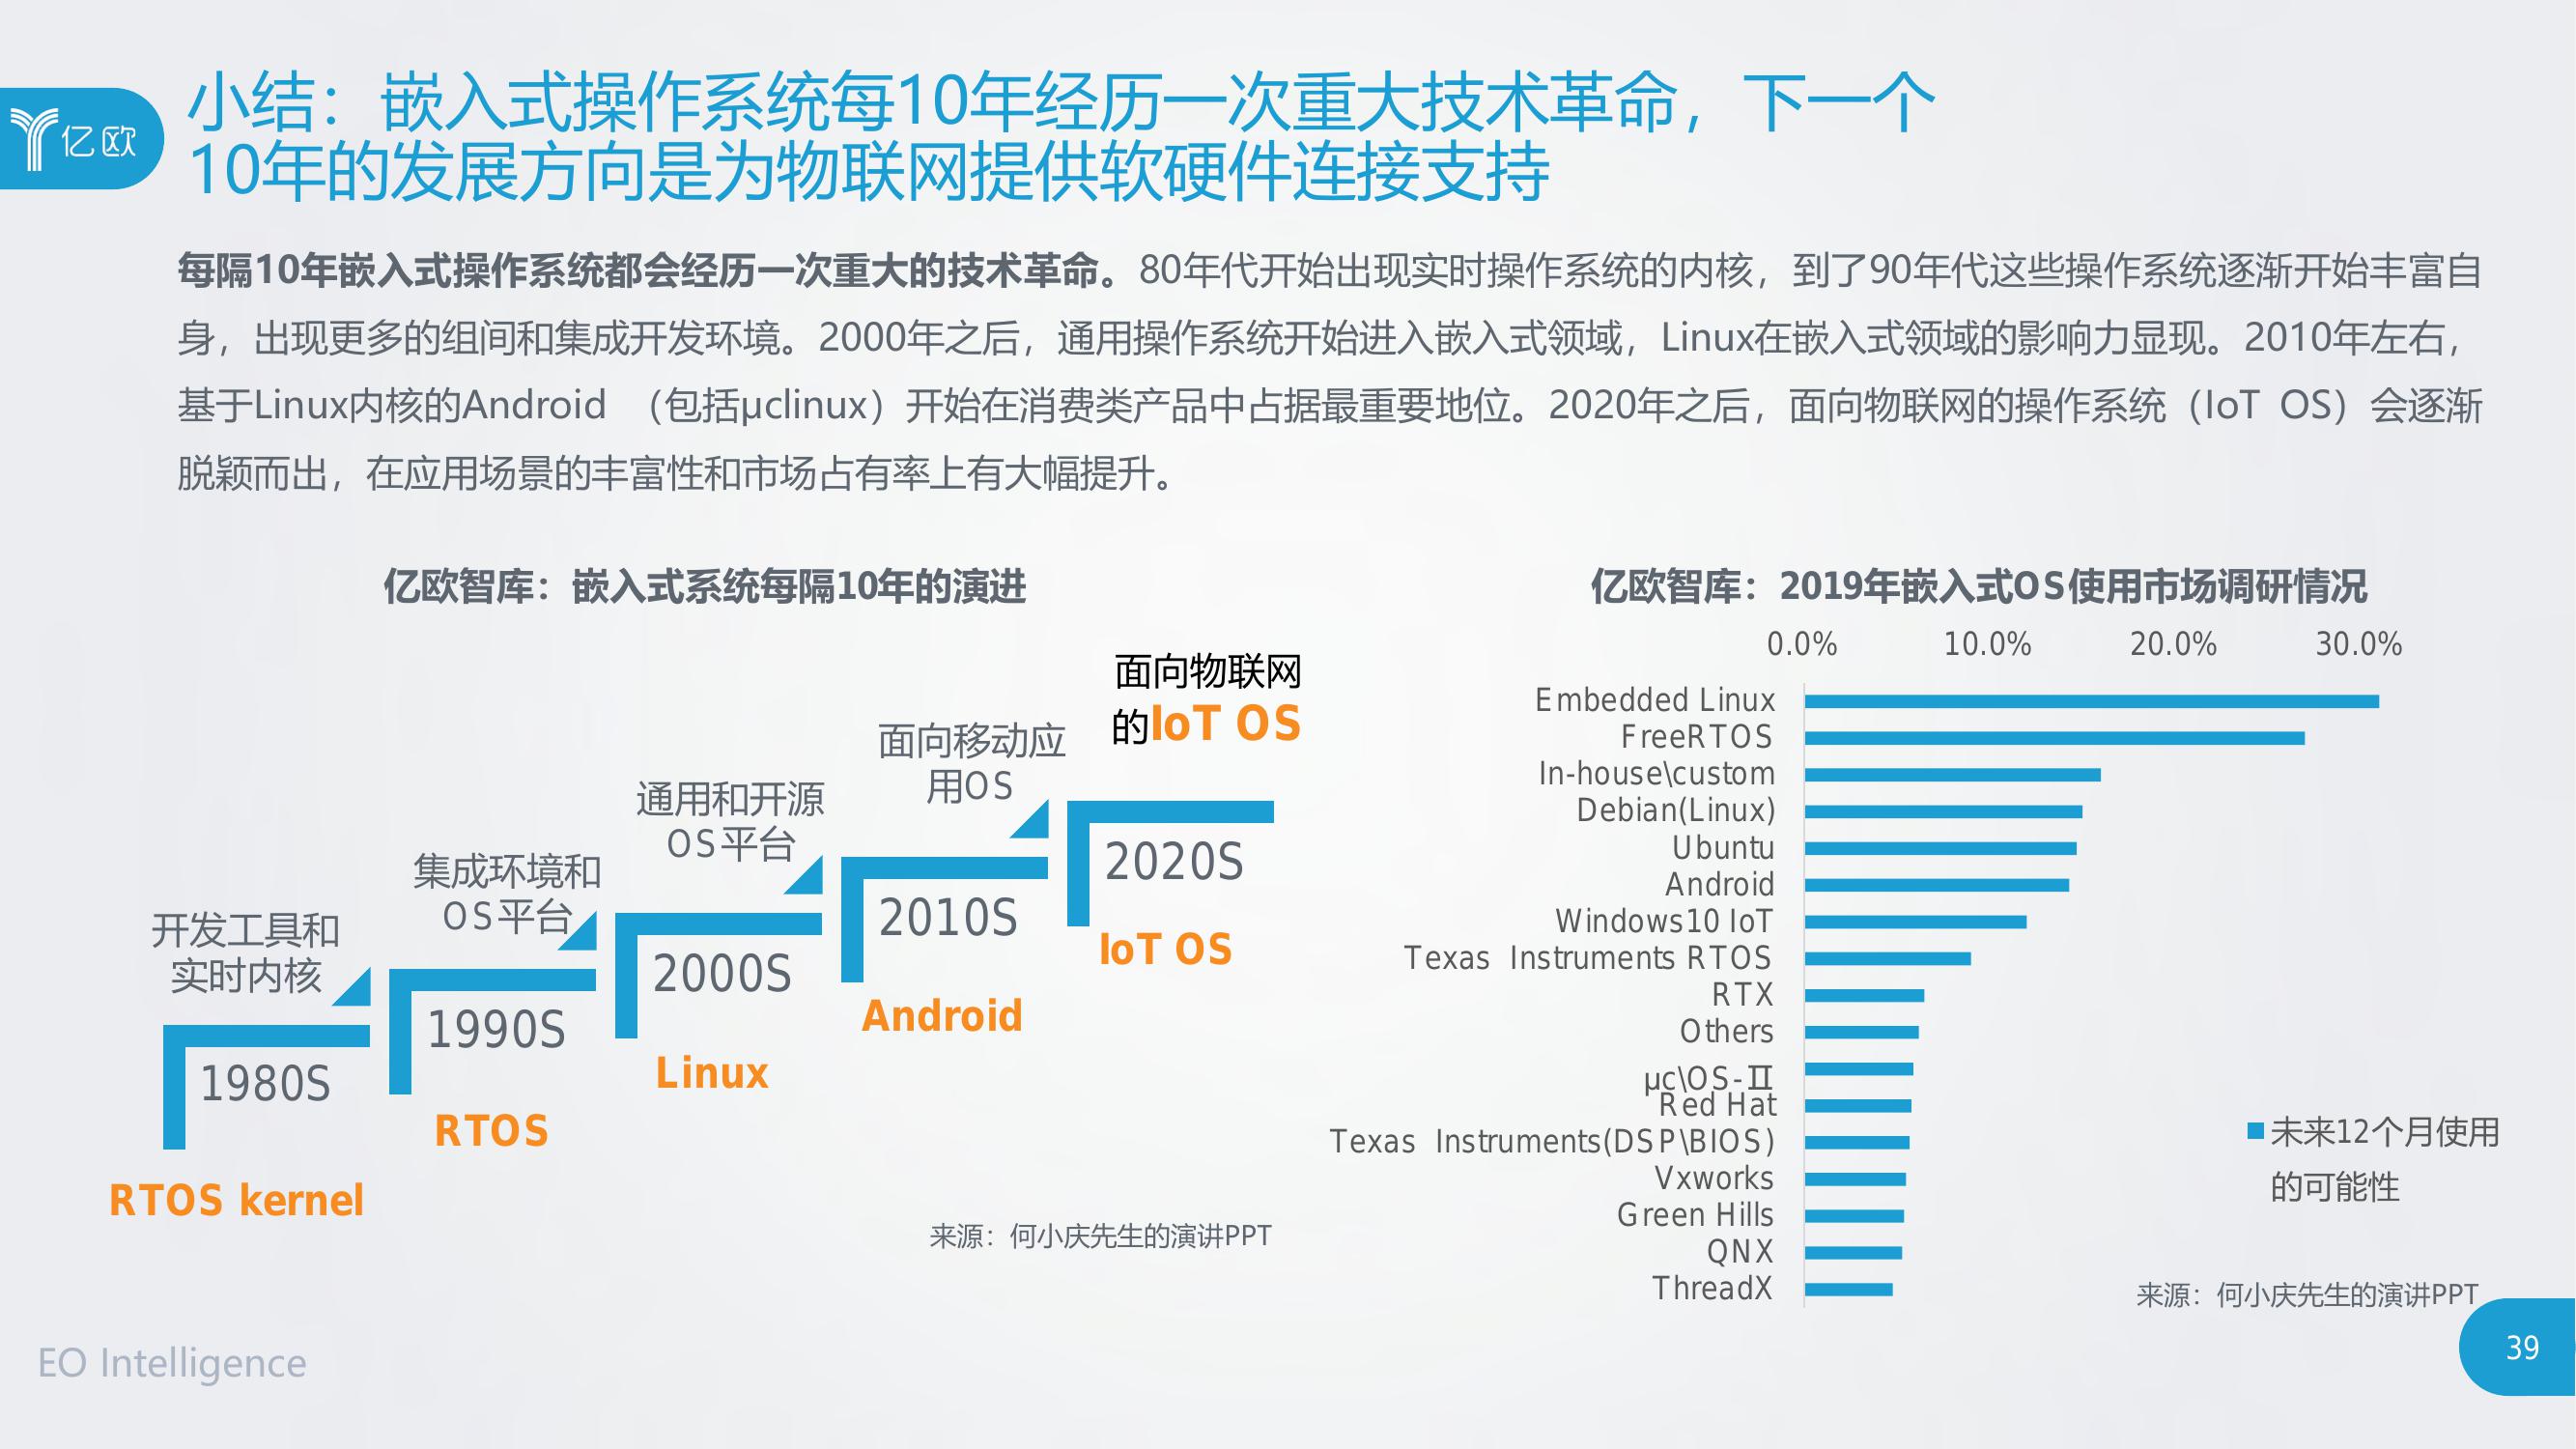 亿欧
小结：嵌入式操作系统每10年经历一次重大技术革命，下一个
10年的发展方向是为物联网提供软硬件连接支持
每隔10年嵌入式操作系统都会经历一次重大的技术革命。80年代开始出现实时操作系统的内核，到了90年代这些操作系统逐渐开始丰富自
身，出现更多的组间和集成开发环境。2000年之后，通用操作系统开始进入嵌入式领域，Linux在嵌入式领域的影响力显现。2010年左右，
基于Linux内核的Android （包括μclinux）开始在消费类产品中占据最重要地位。2020年之后，面向物联网的操作系统（IoT OS）会逐渐
脱颖而出，在应用场景的丰富性和市场占有率上有大幅提升。
亿欧智库：嵌入式系统每隔10年的演进
开发工具和
实时内核
1980S
RTOS kernel
集成环境和
OS平台
1990S
RTOS
通用和开源
OS平台
2000S
Linux
面向移动应
用OS
2010S
Android
面向物联网
的IoT OS
2020S
IoT OS
来源：何小庆先生的演讲PPT
亿欧智库：2019年嵌入式OS使用市场调研情况
0.0% 10.0% 20.0% 30.0%
Embedded Linux
FreeRTOS
In-house\custom
Debian(Linux)
Ubuntu
Android
Windows10 IoT
Texas Instruments RTOS
RTX
Others
μc\OS-Ⅱ
Red Hat
Texas Instruments(DSP\BIOS)
Vxworks
Green Hills
QNX
ThreadX
未来12个月使用
的可能性
来源：何小庆先生的演讲PPT
EO Intelligence
39